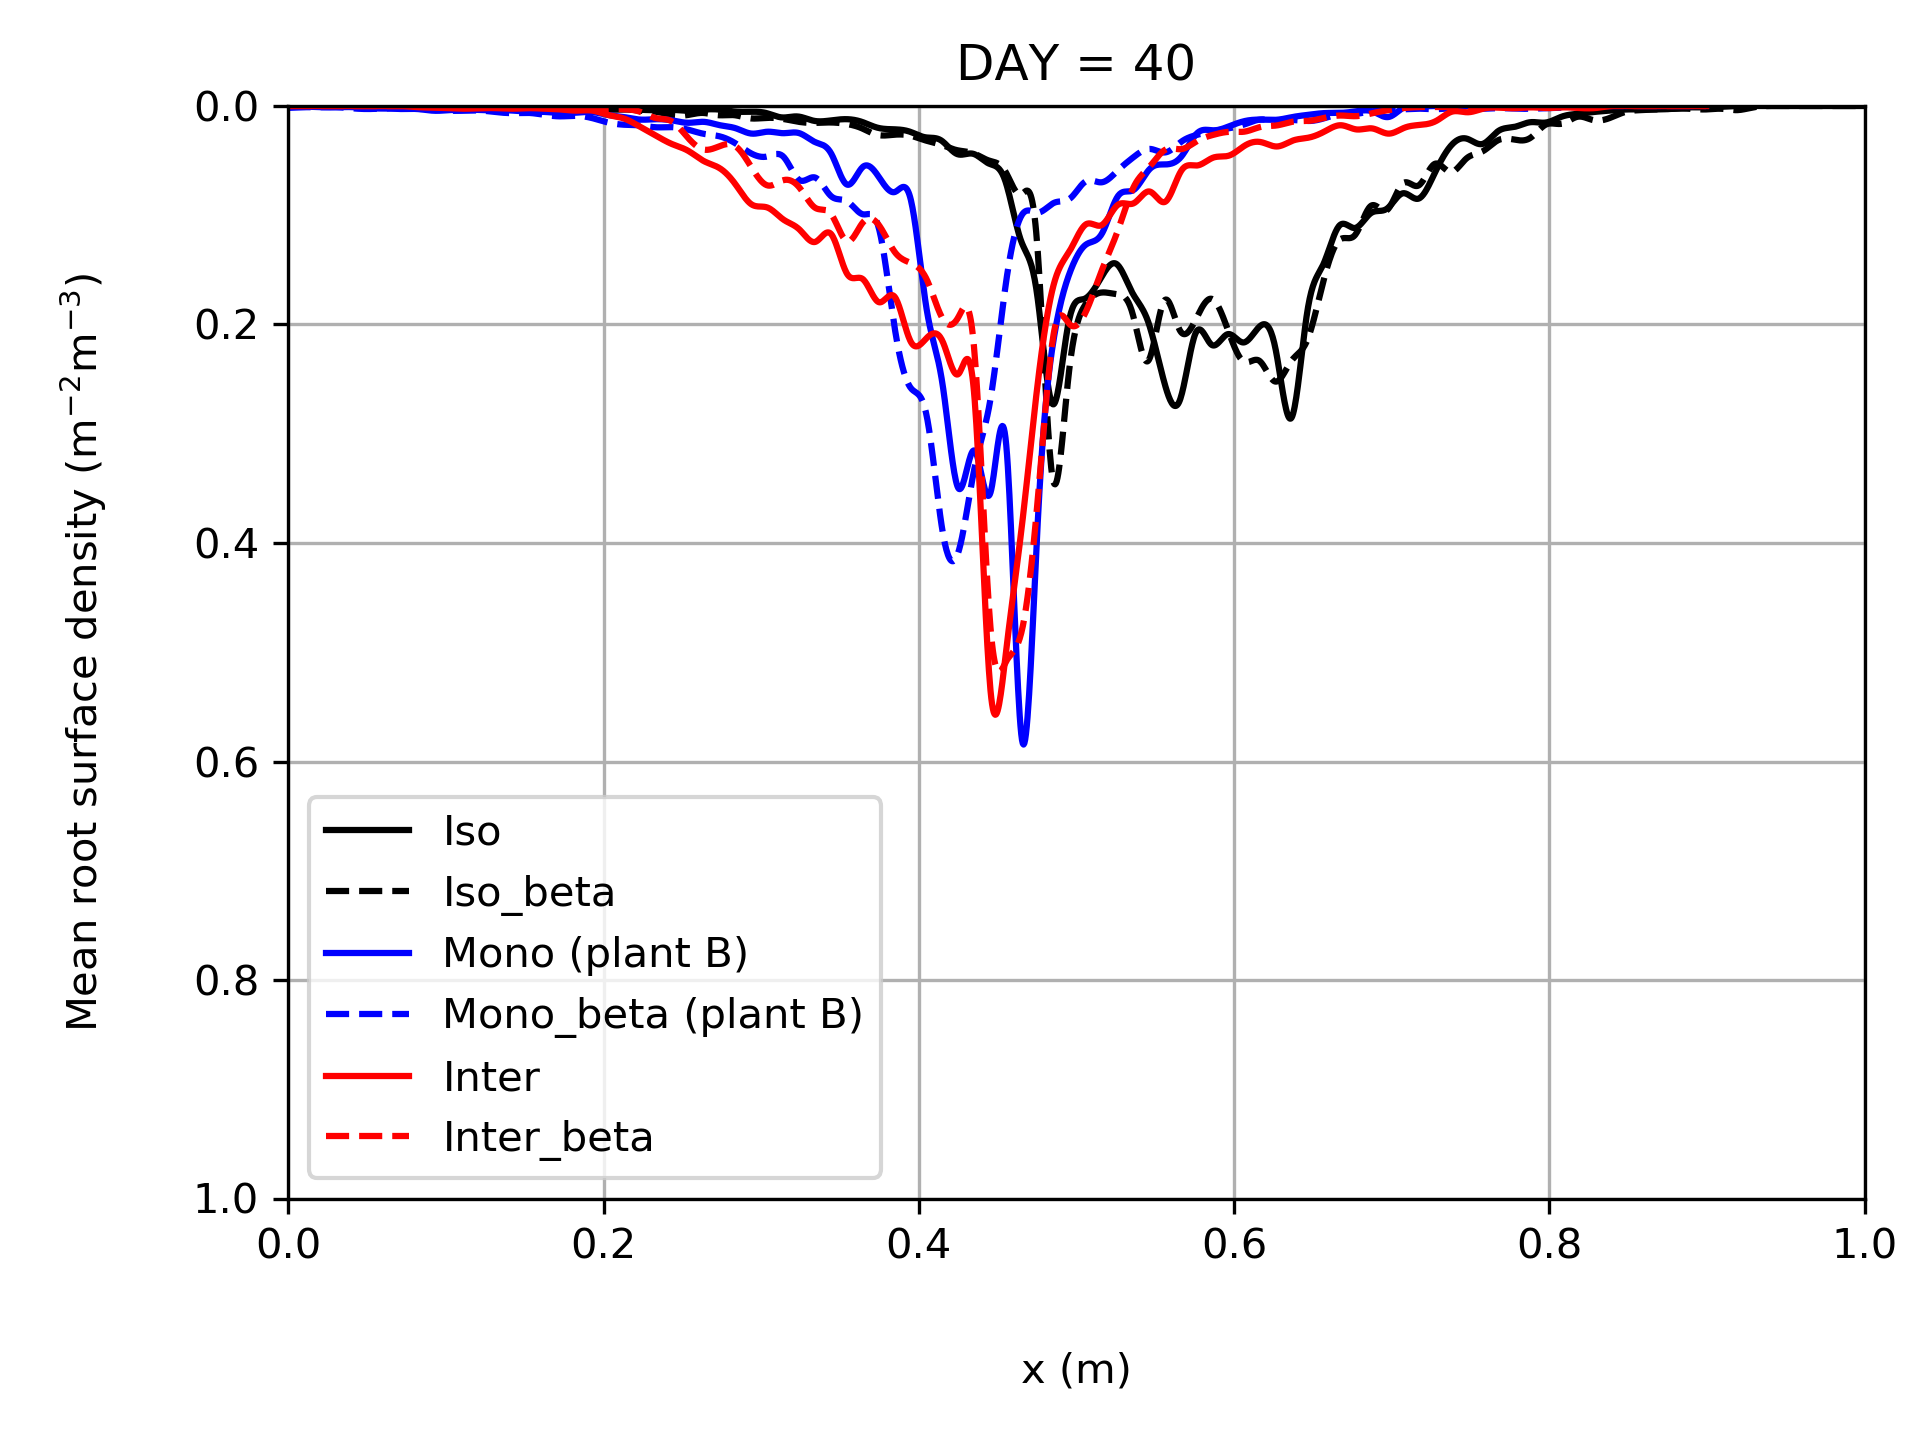 DAY = 40
Mean root surface density (m⁻²m⁻³)
0.0
0.2
0.4
0.6
0.8
1.0
Iso
Iso_beta
Mono (plant B)
Mono_beta (plant B)
Inter
Inter_beta
0.0 0.2 0.4 0.6 0.8 1.0
x (m)